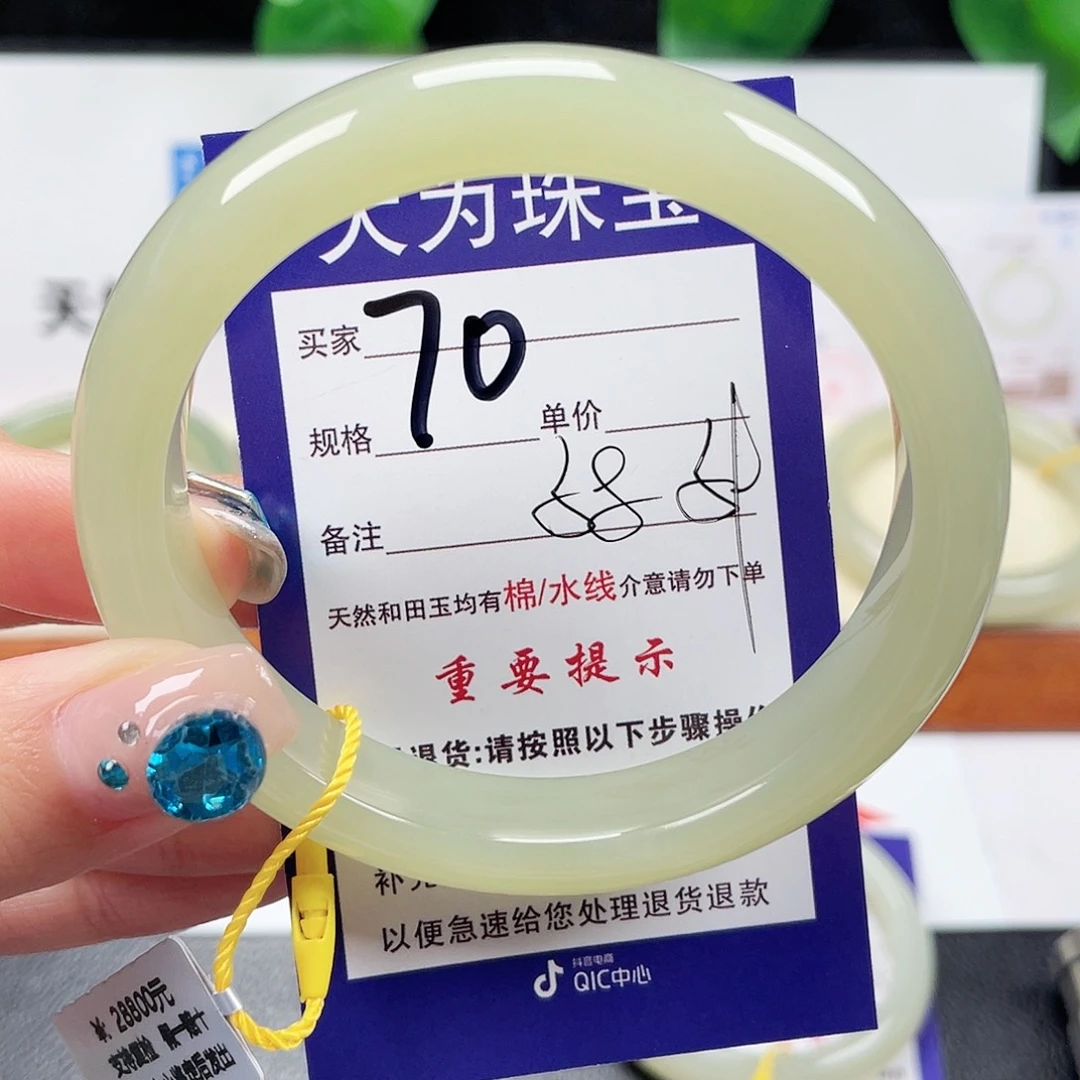 天为珠宝
买家
70
规格
单价
备注
天然和田玉均有棉/水线介意请勿下单
重要提示
退货:请按照以下步骤操作
以便急速给您处理退货退款
抖音电商
QIC中心
28800元